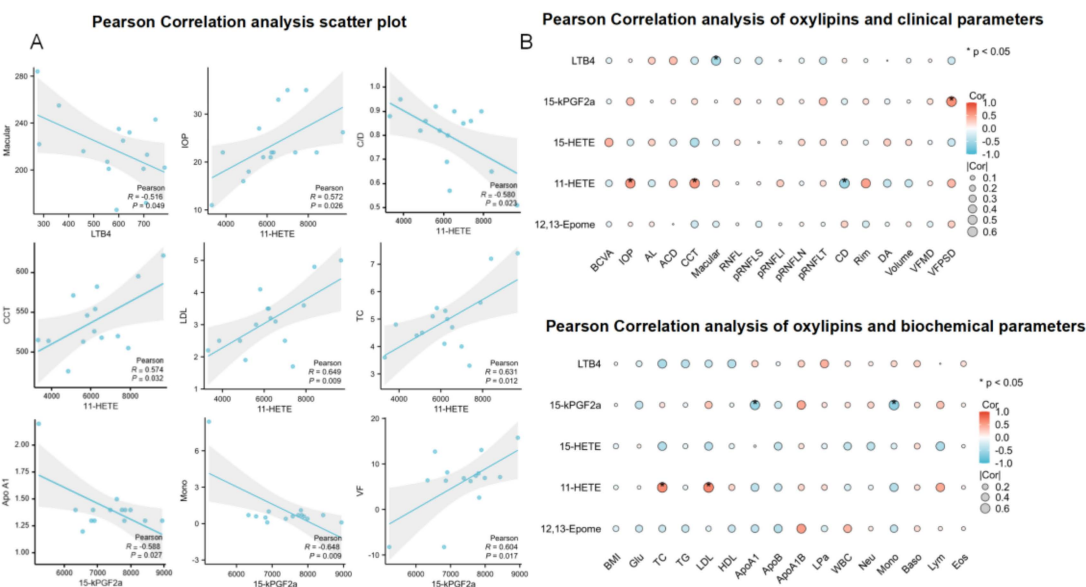 Pearson Correlation analysis scatter plot
A
Macular
280
240
200
300 400 500 600 700
LTB4
Pearson
R = -0.516
P = 0.049
IOP
30
20
10
4000 6000 8000
11-HETE
Pearson
R = 0.572
P = 0.026
C/D
1.0
0.9
0.8
0.7
0.6
0.5
4000 6000 8000
11-HETE
Pearson
R = -0.580
P = 0.023
CCT
600
550
500
4000 6000 8000
11-HETE
Pearson
R = 0.574
P = 0.032
LDL
5
4
3
2
1
4000 6000 8000
11-HETE
Pearson
R = 0.649
P = 0.009
TC
7
6
5
4
3
4000 6000 8000
11-HETE
Pearson
R = 0.631
P = 0.012
Apo A1
2.00
1.75
1.50
1.25
1.00
6000 7000 8000 9000
15-kPGF2a
Pearson
R = -0.588
P = 0.027
Mono
6
3
0
-3
6000 7000 8000 9000
15-kPGF2a
Pearson
R = -0.648
P = 0.009
VF
20
10
0
-10
6000 7000 8000 9000
15-kPGF2a
Pearson
R = 0.604
P = 0.017
Pearson Correlation analysis of oxylipins and clinical parameters
B
* p < 0.05
LTB4
15-kPGF2a
15-HETE
11-HETE
12,13-Epome
BCVA IOP AL ACD CCT Macular RNFL pRNFLS pRNFLI pRNFLN pRNFLT CD Rim DA Volume VFMD VFPSD
Cor
1.0
0.5
0.0
-0.5
-1.0
|Cor|
0.1
0.2
0.3
0.4
0.5
0.6
Pearson Correlation analysis of oxylipins and biochemical parameters
* p < 0.05
LTB4
15-kPGF2a
15-HETE
11-HETE
12,13-Epome
BMI Glu TC TG LDL HDL ApoA1 ApoB ApoA1B LPa WBC Neu Mono Baso Lym Eos
Cor
1.0
0.5
0.0
-0.5
-1.0
|Cor|
0.2
0.4
0.6